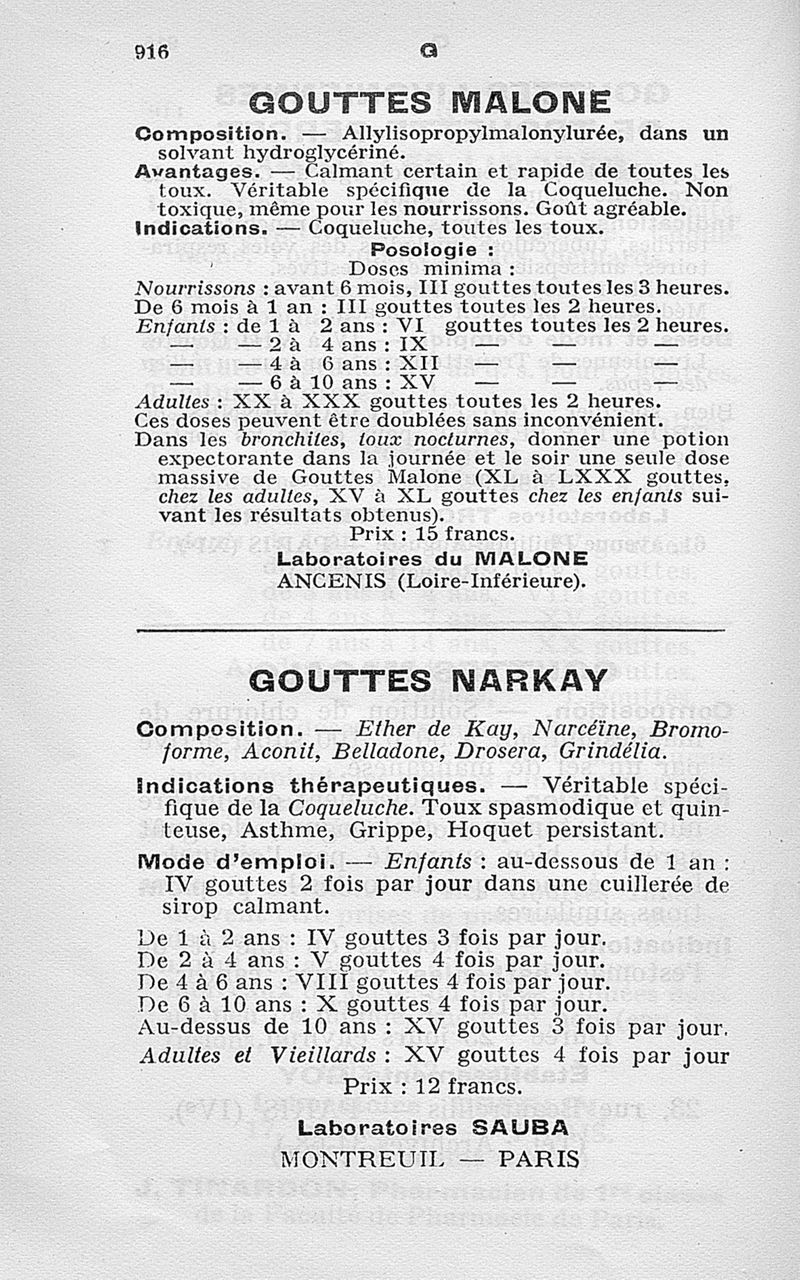 916
G
GOUTTES MALONE
Composition. — Allylisopropylmalonylurée, dans un
solvant hydroglycériné.
Avantages. — Calmant certain et rapide de toutes les
toux. Véritable spécifique de la Coqueluche. Non
toxique, même pour les nourrissons. Goût agréable.
Indications. — Coqueluche, toutes les toux.
Posologie :
Doses minima :
Nourrissons : avant 6 mois, III gouttes toutes les 3 heures.
De 6 mois à 1 an : III gouttes toutes les 2 heures.
Enfants : de 1 à 2 ans : VI gouttes toutes les 2 heures.
— — 2 à 4 ans : IX — — —
— — 4 à 6 ans : XII — — —
— — 6 à 10 ans : XV — — —
Adultes : XX à XXX gouttes toutes les 2 heures.
Ces doses peuvent être doublées sans inconvénient.
Dans les bronchites, toux nocturnes, donner une potion
expectorante dans la journée et le soir une seule dose
massive de Gouttes Malone (XL à LXXX gouttes,
chez les adultes, XV à XL gouttes chez les enfants sui-
vant les résultats obtenus).
Prix : 15 francs.
Laboratoires du MALONE
ANCENIS (Loire-Inférieure).
GOUTTES NARKAY
Composition. — Ether de Kay, Narcéïne, Bromo-
forme, Aconit, Belladone, Drosera, Grindélia.
Indications thérapeutiques. — Véritable spéci-
fique de la Coqueluche. Toux spasmodique et quin-
teuse, Asthme, Grippe, Hoquet persistant.
Mode d'emploi. — Enfants : au-dessous de 1 an :
IV gouttes 2 fois par jour dans une cuillerée de
sirop calmant.
De 1 à 2 ans : IV gouttes 3 fois par jour.
De 2 à 4 ans : V gouttes 4 fois par jour.
De 4 à 6 ans : VIII gouttes 4 fois par jour.
De 6 à 10 ans : X gouttes 4 fois par jour.
Au-dessus de 10 ans : XV gouttes 3 fois par jour.
Adultes et Vieillards : XV gouttes 4 fois par jour
Prix : 12 francs.
Laboratoires SAUBA
MONTREUIL — PARIS